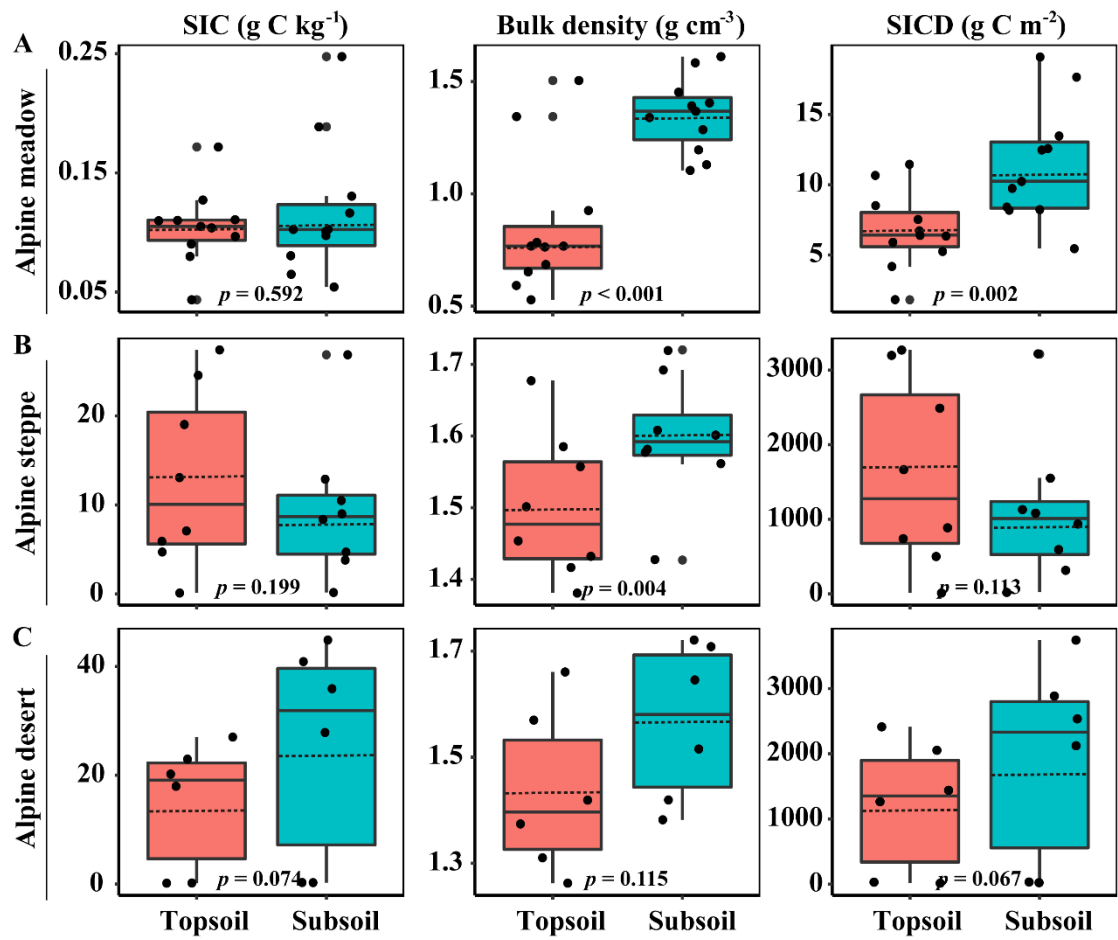 SIC (g C kg⁻¹)
Bulk density (g cm⁻³)
SICD (g C m⁻²)
A
Alpine meadow
0.25
0.15
0.05
p = 0.592
1.5
1.0
0.5
p < 0.001
15
10
5
p = 0.002
B
Alpine steppe
20
10
0
p = 0.199
1.7
1.6
1.5
1.4
p = 0.004
3000
2000
1000
0
p = 0.113
C
Alpine desert
40
20
0
p = 0.074
1.7
1.5
1.3
p = 0.115
3000
2000
1000
0
p = 0.067
Topsoil Subsoil
Topsoil Subsoil
Topsoil Subsoil